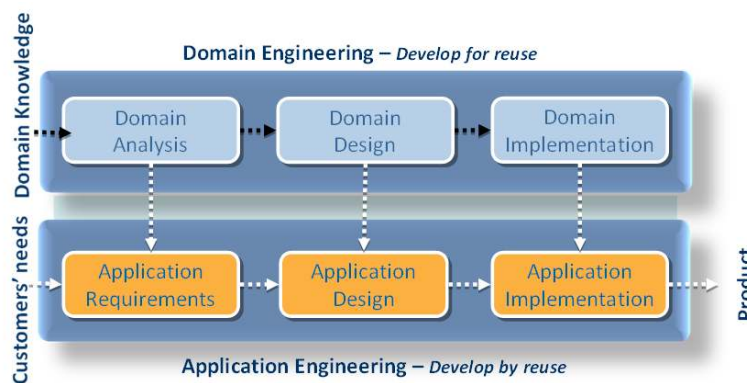 Domain Engineering – Develop for reuse
Domain Knowledge
Domain
Analysis
Domain
Design
Domain
Implementation
Customers' needs
Application
Requirements
Application
Design
Application
Implementation
Product
Application Engineering – Develop by reuse